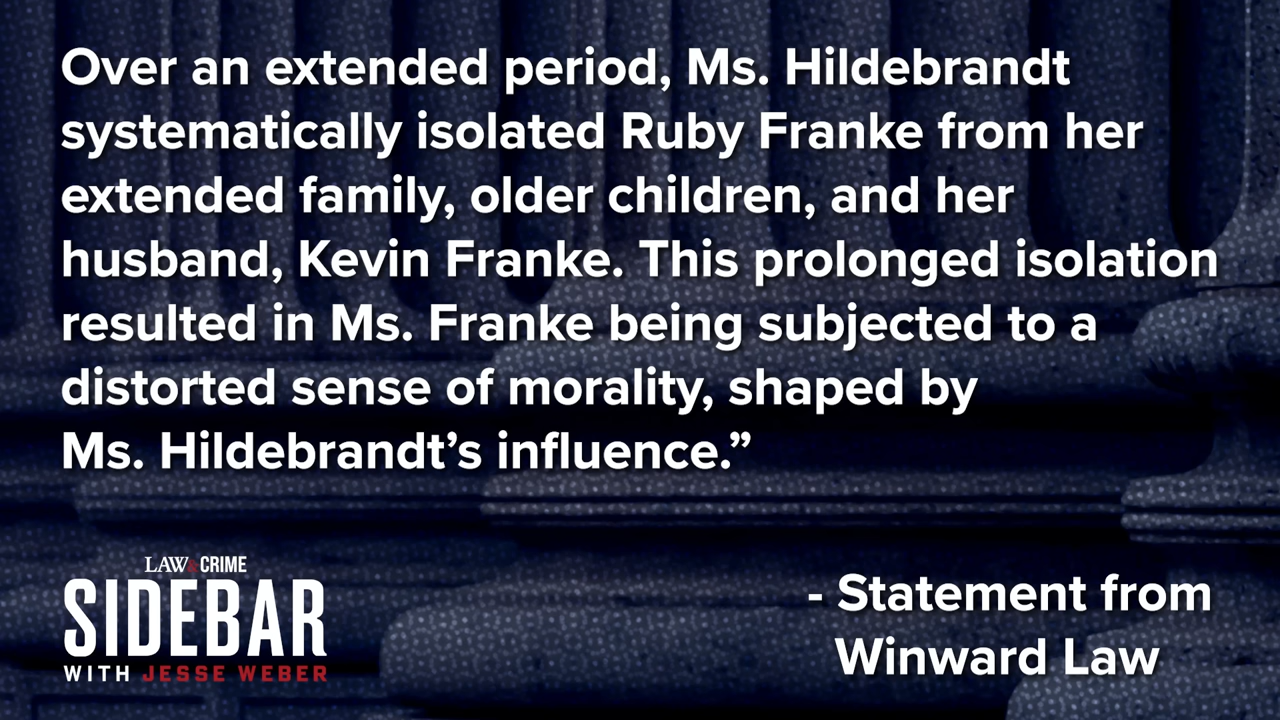 Over an extended period, Ms. Hildebrandt
systematically isolated Ruby Franke from her
extended family, older children, and her
husband, Kevin Franke. This prolonged isolation
resulted in Ms. Franke being subjected to a
distorted sense of morality, shaped by
Ms. Hildebrandt’s influence.”
LAW&CRIME
SIDEBAR
WITH JESSE WEBER
- Statement from
Winward Law